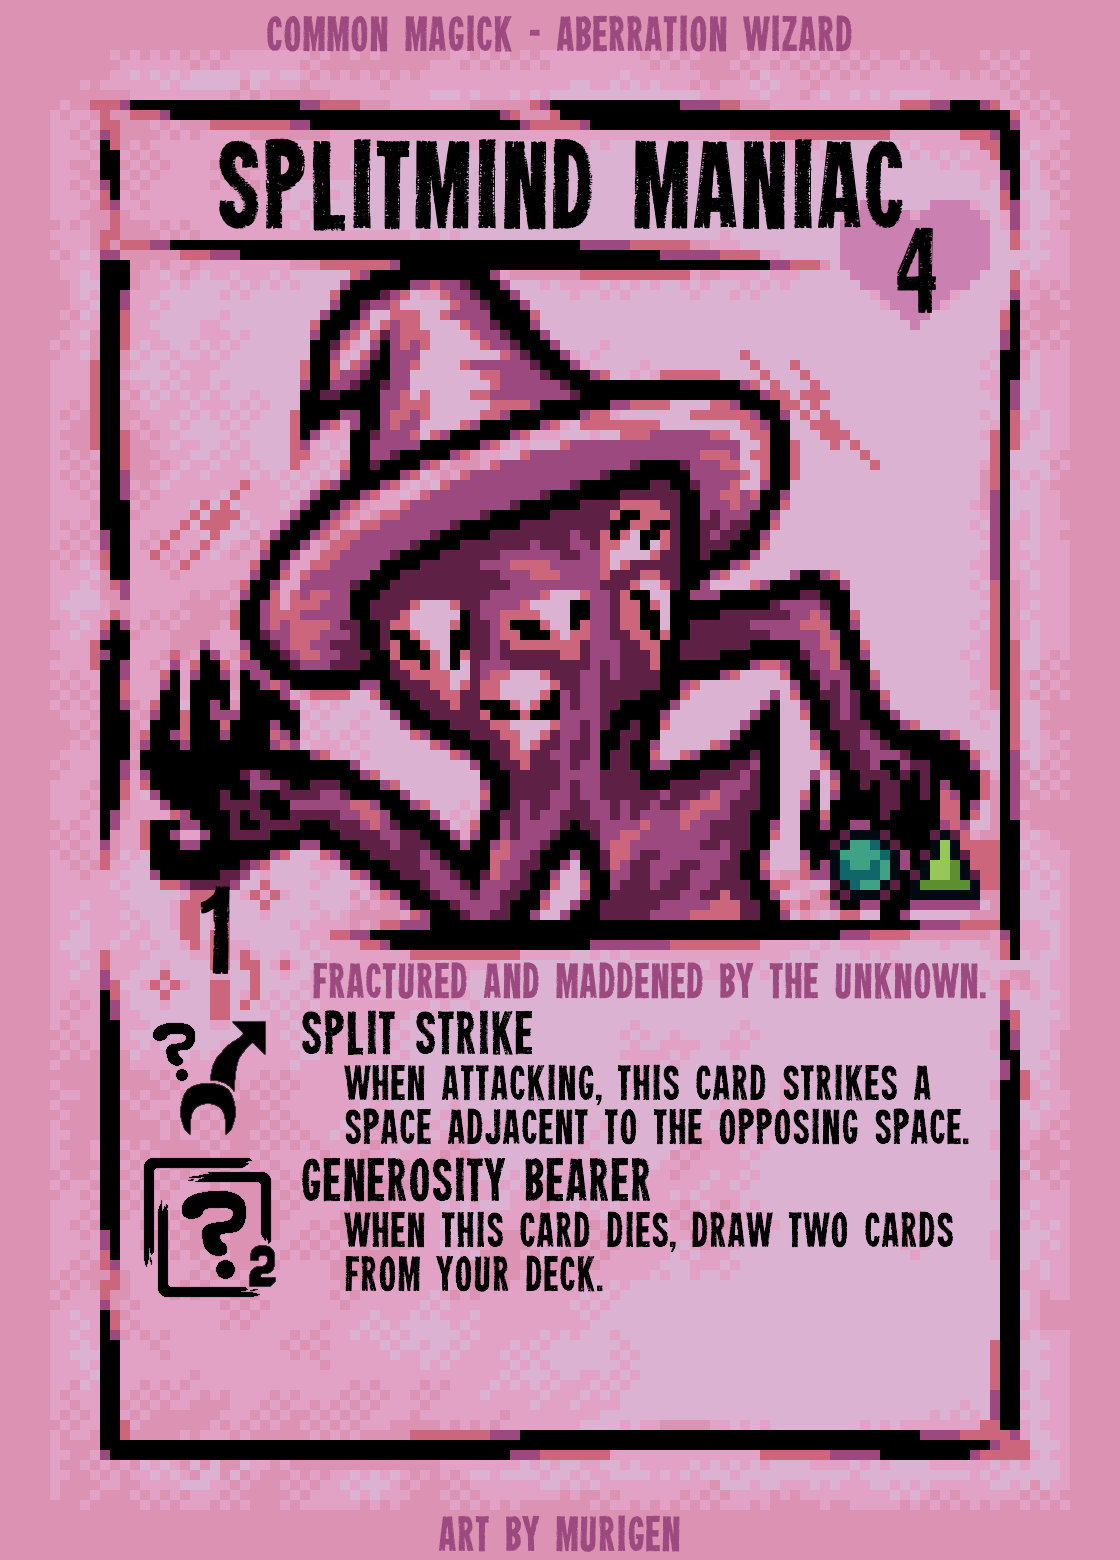 COMMON MAGICK - ABERRATION WIZARD
SPLITMIND MANIAC
4
1
FRACTURED AND MADDENED BY THE UNKNOWN.
?
SPLIT STRIKE
WHEN ATTACKING, THIS CARD STRIKES A
SPACE ADJACENT TO THE OPPOSING SPACE.
?2
GENEROSITY BEARER
WHEN THIS CARD DIES, DRAW TWO CARDS
FROM YOUR DECK.
ART BY MURIGEN